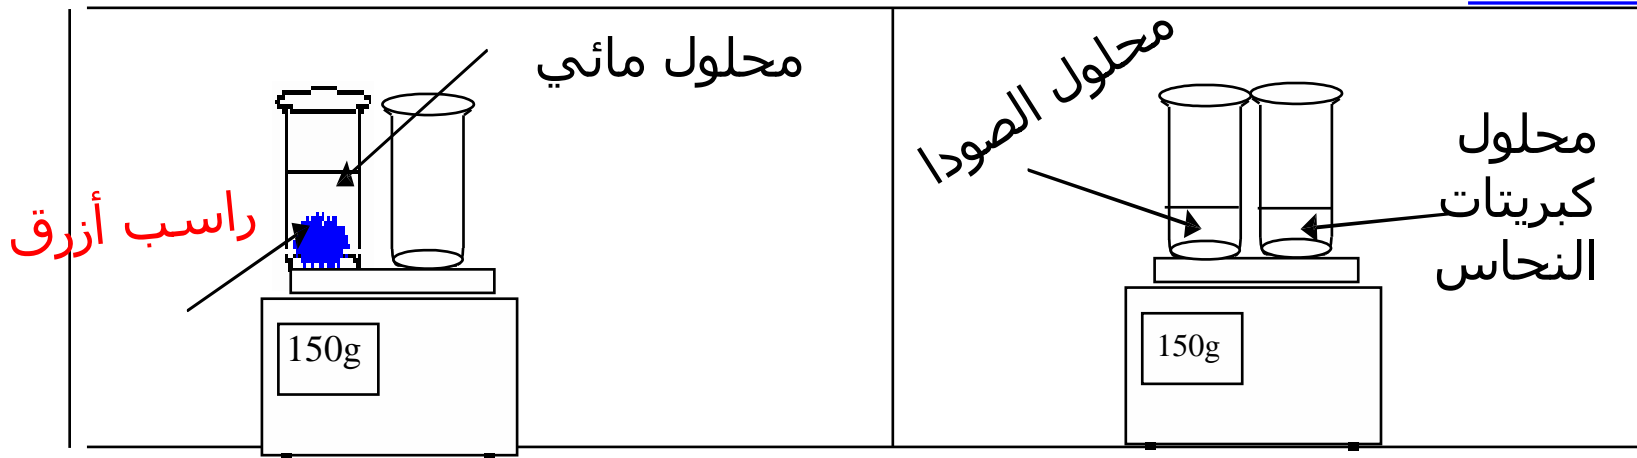 محلول الصودا
محلول
كبريتات
النحاس
150g
محلول مائي
راسب أزرق
150g